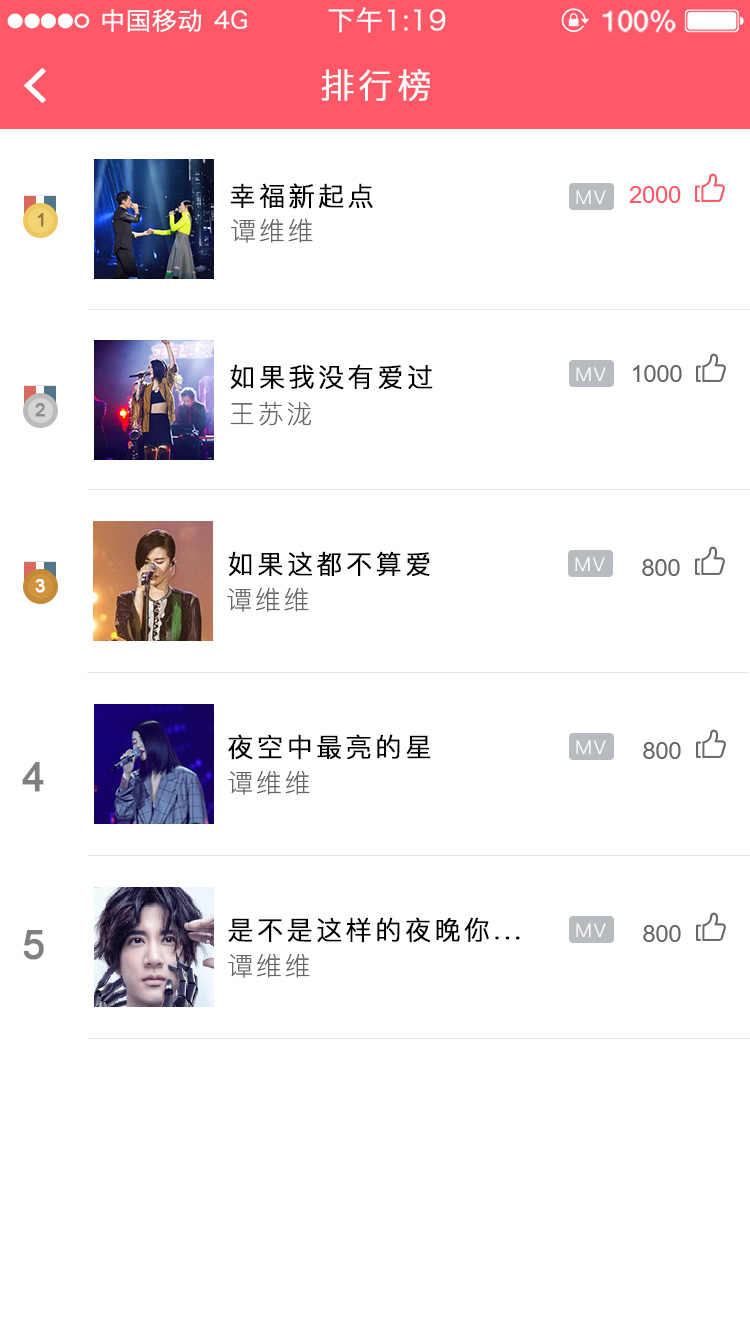 中国移动 4G 下午1:19 100%
排行榜
1
幸福新起点 MV 2000
谭维维
2
如果我没有爱过 MV 1000
王苏泷
3
如果这都不算爱 MV 800
谭维维
4
夜空中最亮的星 MV 800
谭维维
5
是不是这样的夜晚你... MV 800
谭维维